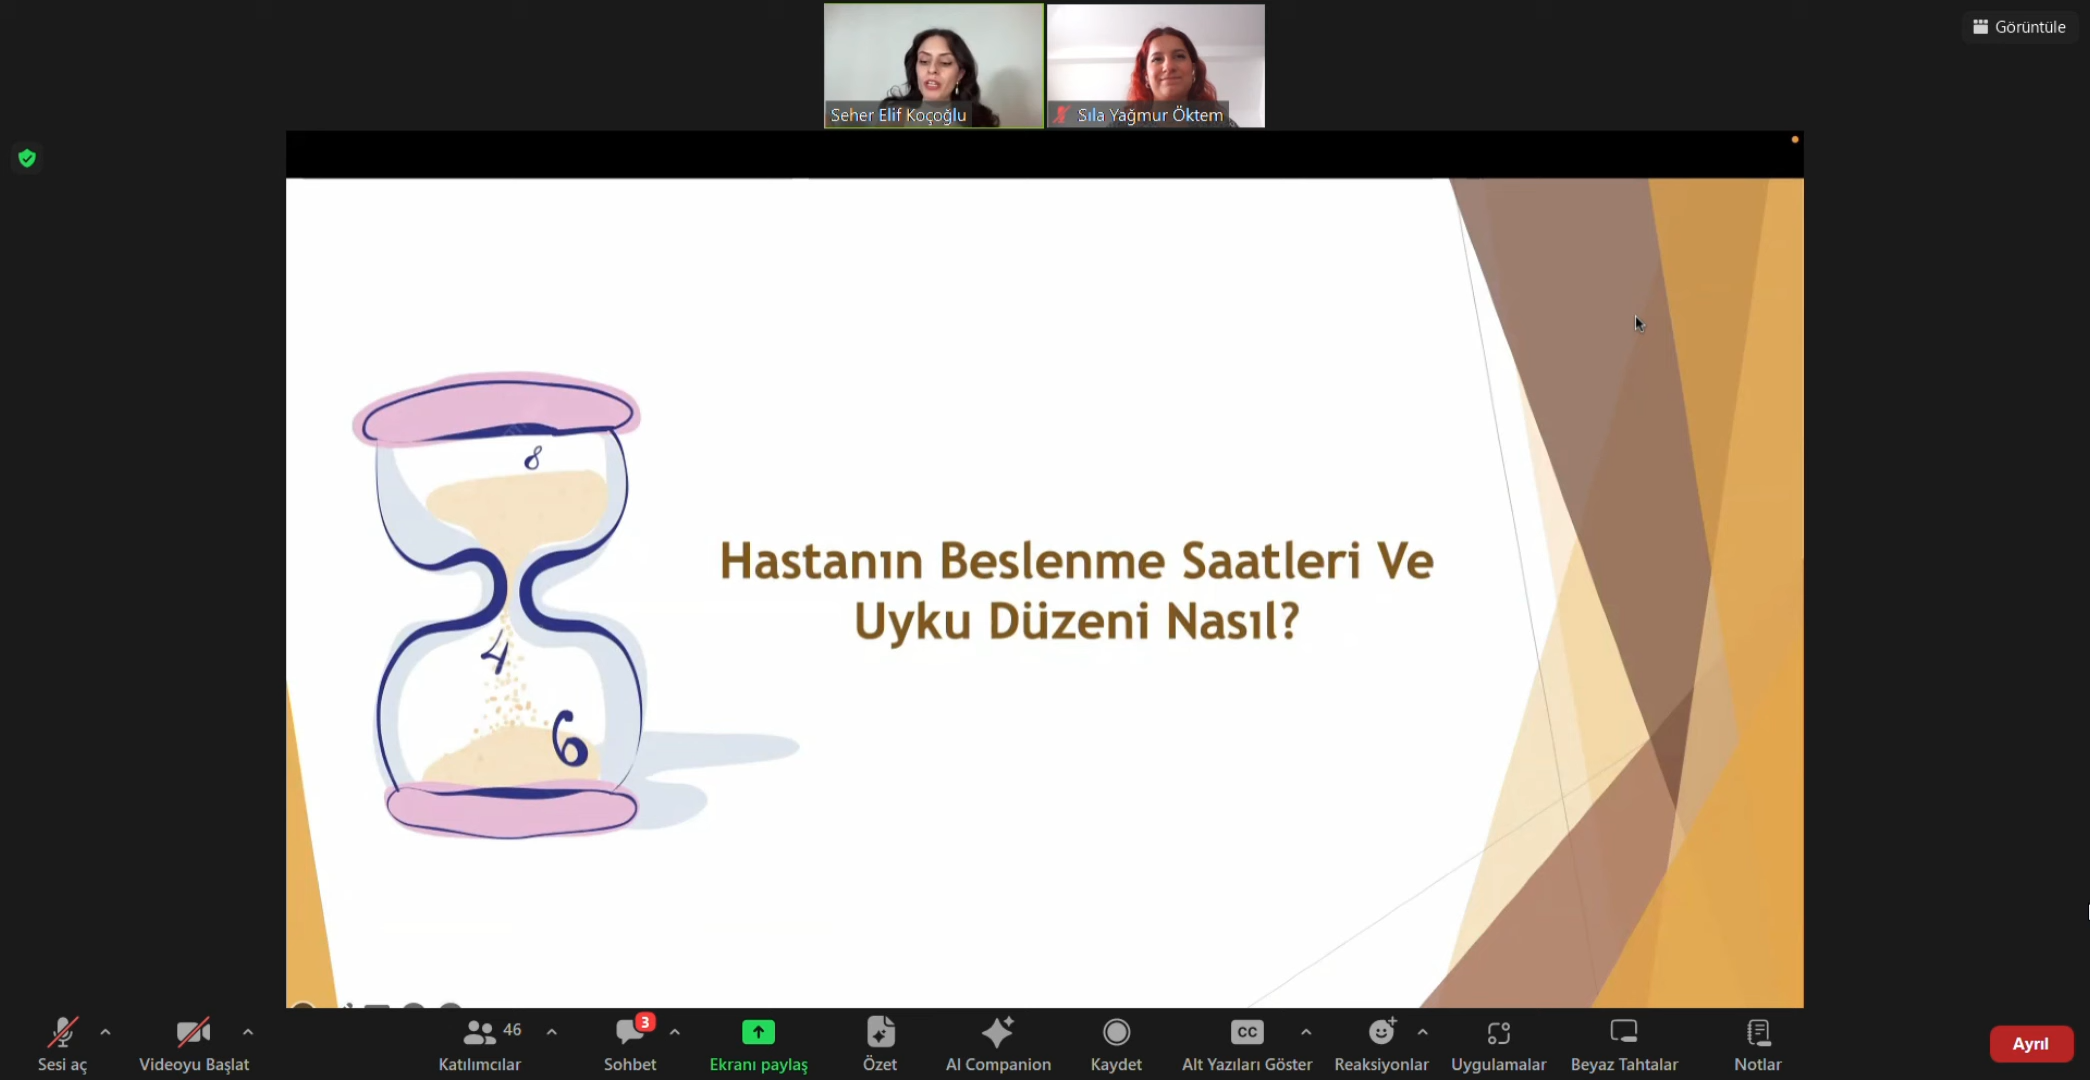 Görüntüle
Seher Elif Koçoğlu
Sıla Yağmur Öktem
8
Hastanın Beslenme Saatleri Ve
Uyku Düzeni Nasıl?
4
6
46
3
CC
Sesi aç
Videoyu Başlat
Katılımcılar
Sohbet
Ekranı paylaş
Özet
AI Companion
Kaydet
Alt Yazıları Göster
Reaksiyonlar
Uygulamalar
Beyaz Tahtalar
Notlar
Ayrıl